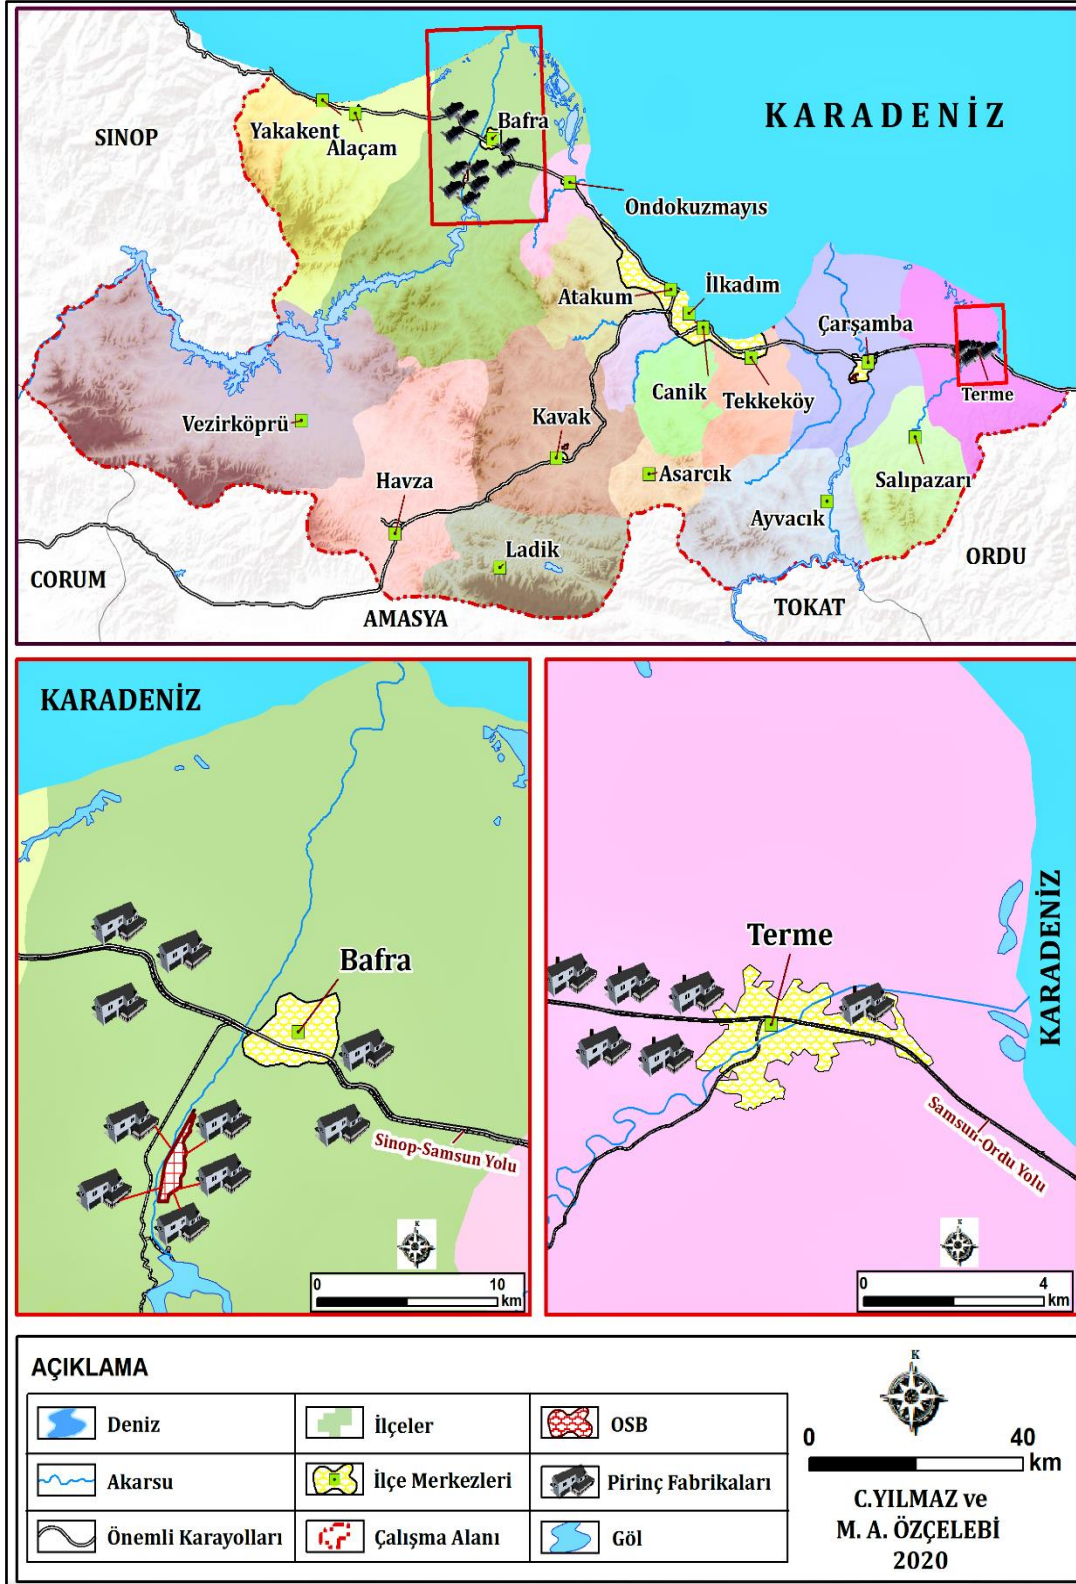 KARADENİZ
SINOP
Yakakent
Alaçam
Bafra
Ondokuzmayıs
Atakum
İlkadım
Çarşamba
Canik
Tekkeköy
Terme
Vezirköprü
Kavak
Havza
Asarcık
Salıpazarı
Ayvacık
Ladik
ORDU
CORUM
AMASYA
TOKAT
KARADENİZ
Bafra
Sinop-Samsun Yolu
K
0 10
km
Terme
KARADENİZ
Samsun-Ordu Yolu
K
0 4
km
AÇIKLAMA
Deniz
İlçeler
OSB
Akarsu
İlçe Merkezleri
Pirinç Fabrikaları
Önemli Karayolları
Çalışma Alanı
Göl
K
0 40
km
C.YILMAZ ve
M. A. ÖZÇELEBİ
2020